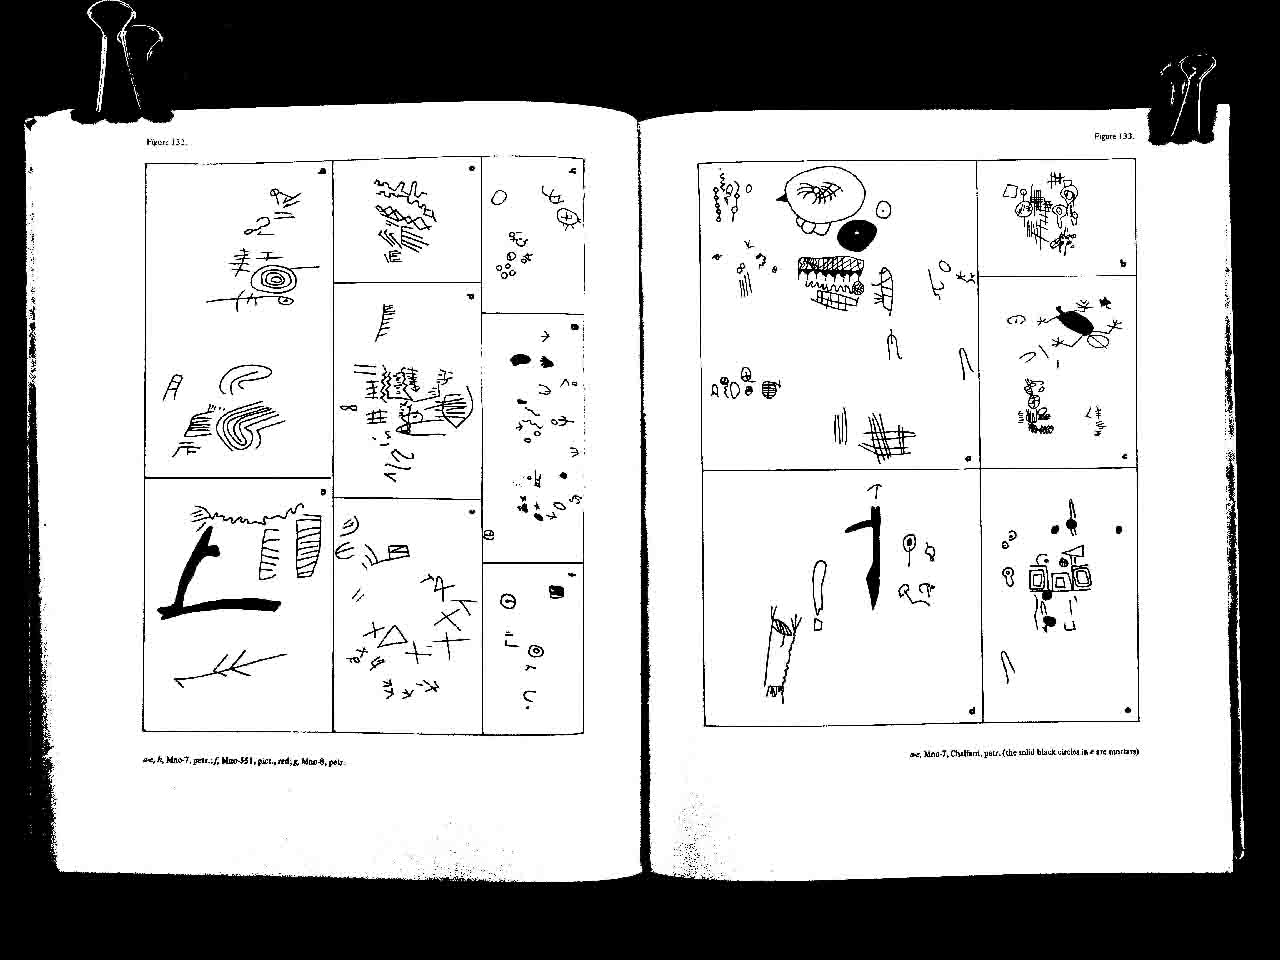 Figure 132.
a
c
h
d
g
b
e
f
a-e, h, Mno-7, petr.; f, Mno-551, pict., red; g, Mno-8, petr.
Figure 133.
b
a
c
d
e
a-e, Mno-7, Chalfant, petr. (the solid black circles in e are mortars)